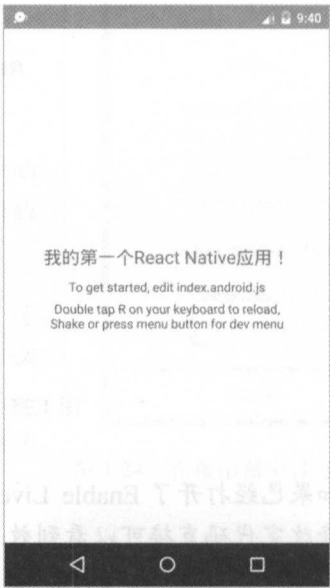 9:40
我的第一个React Native应用！
To get started, edit index.android.js
Double tap R on your keyboard to reload,
Shake or press menu button for dev menu